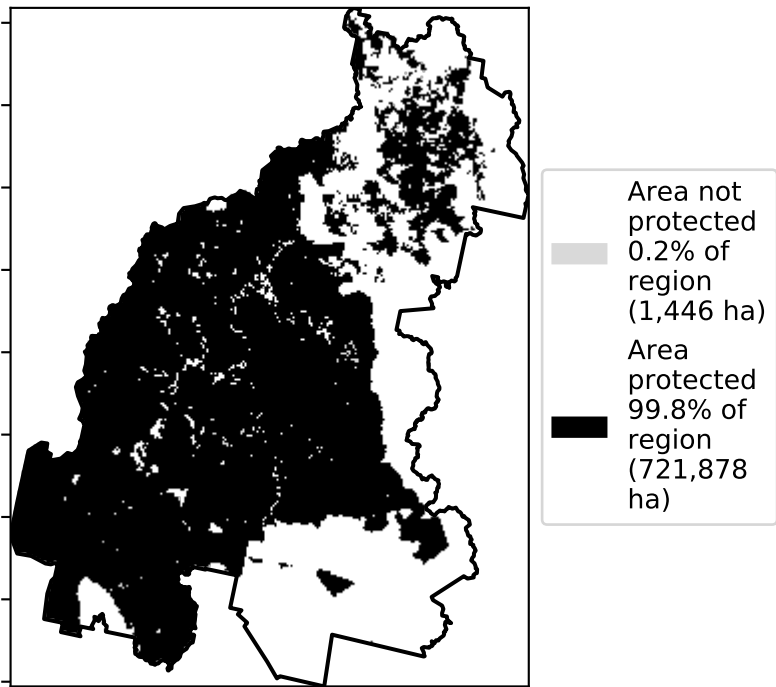 Area not
protected
0.2% of
region
(1,446 ha)
Area
protected
99.8% of
region
(721,878
ha)